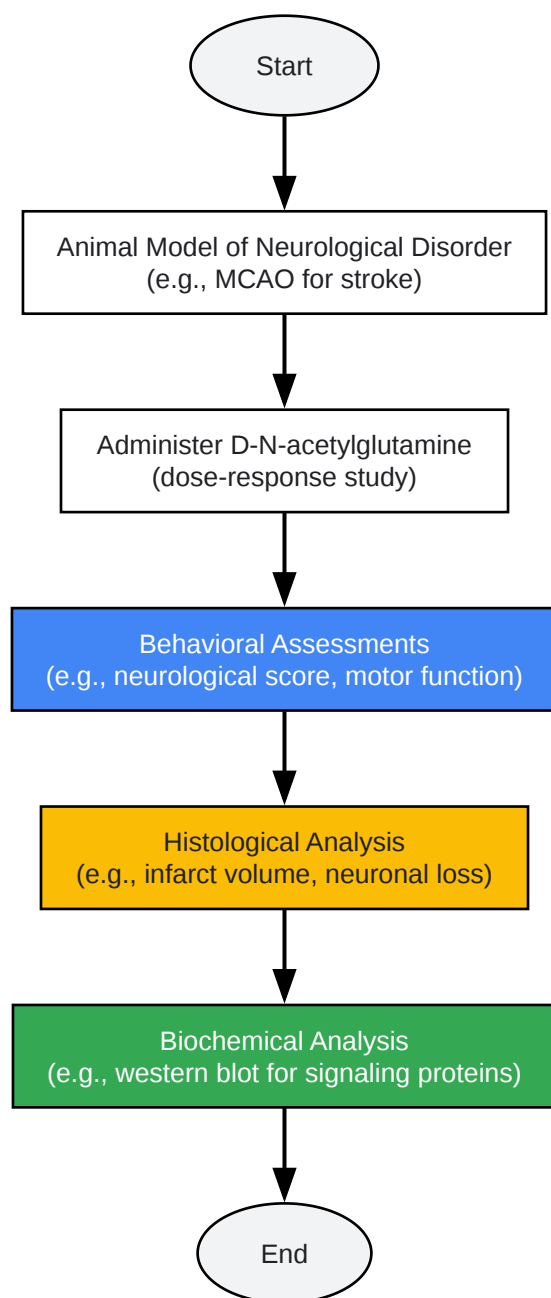 Start
Animal Model of Neurological Disorder
(e.g., MCAO for stroke)
Administer D-N-acetylglutamine
(dose-response study)
Behavioral Assessments
(e.g., neurological score, motor function)
Histological Analysis
(e.g., infarct volume, neuronal loss)
Biochemical Analysis
(e.g., western blot for signaling proteins)
End